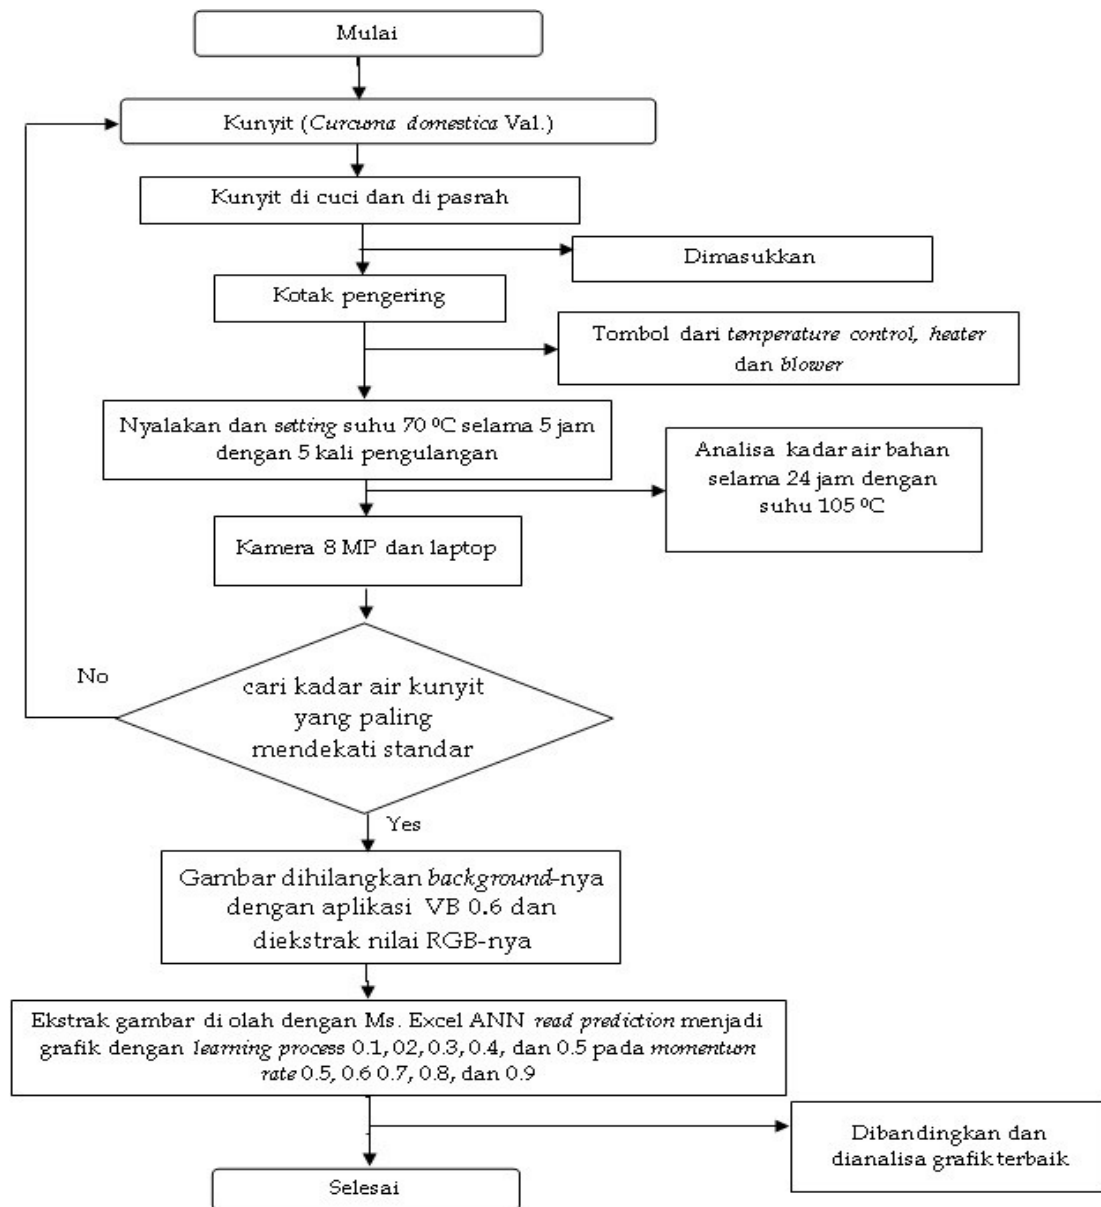 Mulai
Kunyit (Curcuma domestica Val.)
Kunyit di cuci dan di pasrah
Dimasukkan
Kotak pengering
Tombol dari temperature control, heater
dan blower
Nyalakan dan setting suhu 70 ⁰C selama 5 jam
dengan 5 kali pengulangan
Analisa kadar air bahan
selama 24 jam dengan
suhu 105 ⁰C
Kamera 8 MP dan laptop
No
cari kadar air kunyit
yang paling
mendekati standar
Yes
Gambar dihilangkan background-nya
dengan aplikasi VB 0.6 dan
diekstrak nilai RGB-nya
Ekstrak gambar di olah dengan Ms. Excel ANN read prediction menjadi
grafik dengan learning process 0.1, 02, 0.3, 0.4, dan 0.5 pada momentum
rate 0.5, 0.6 0.7, 0.8, dan 0.9
Dibandingkan dan
dianalisa grafik terbaik
Selesai